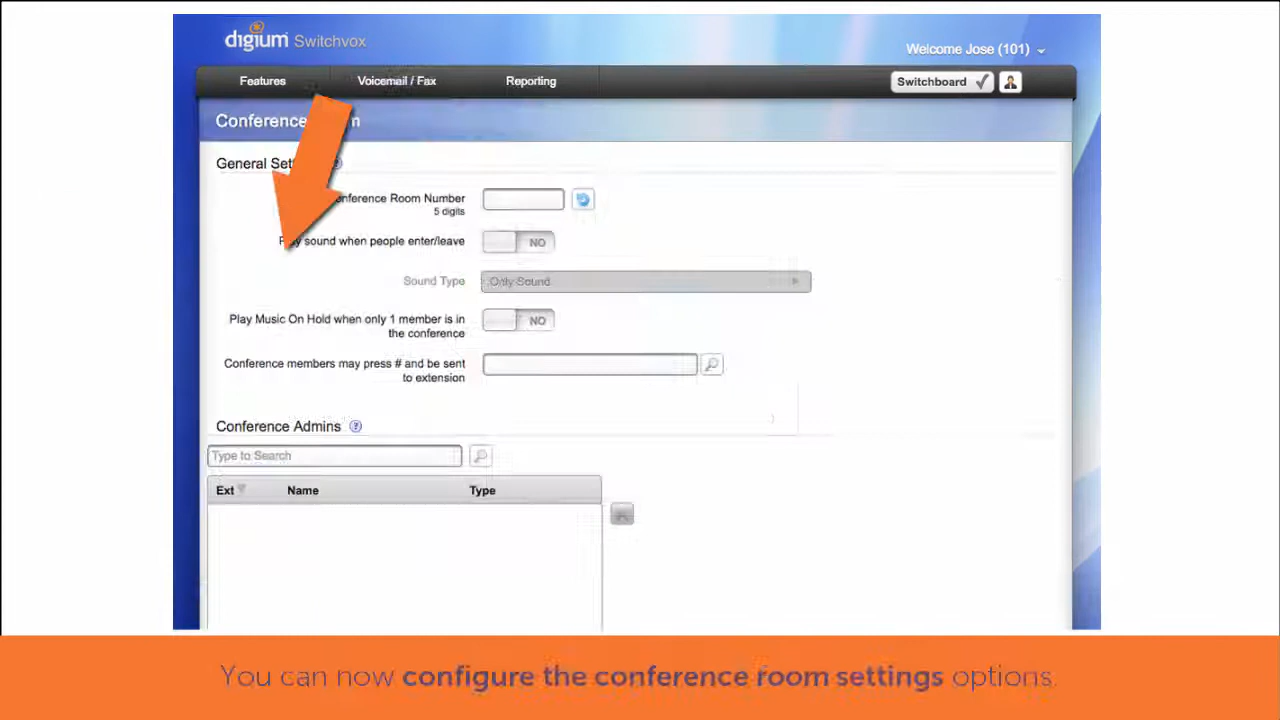 digium Switchvox
Welcome Jose (101)
Features Voicemail / Fax Reporting Switchboard
Conference
General
Conference Room Number
5 digits
sound when people enter/leave NO
Sound Type Only Sound
Play Music On Hold when only 1 member is in
the conference NO
Conference members may press # and be sent
to extension
Conference Admins ?
Type to Search
Ext Name Type
You can now configure the conference room settings options.